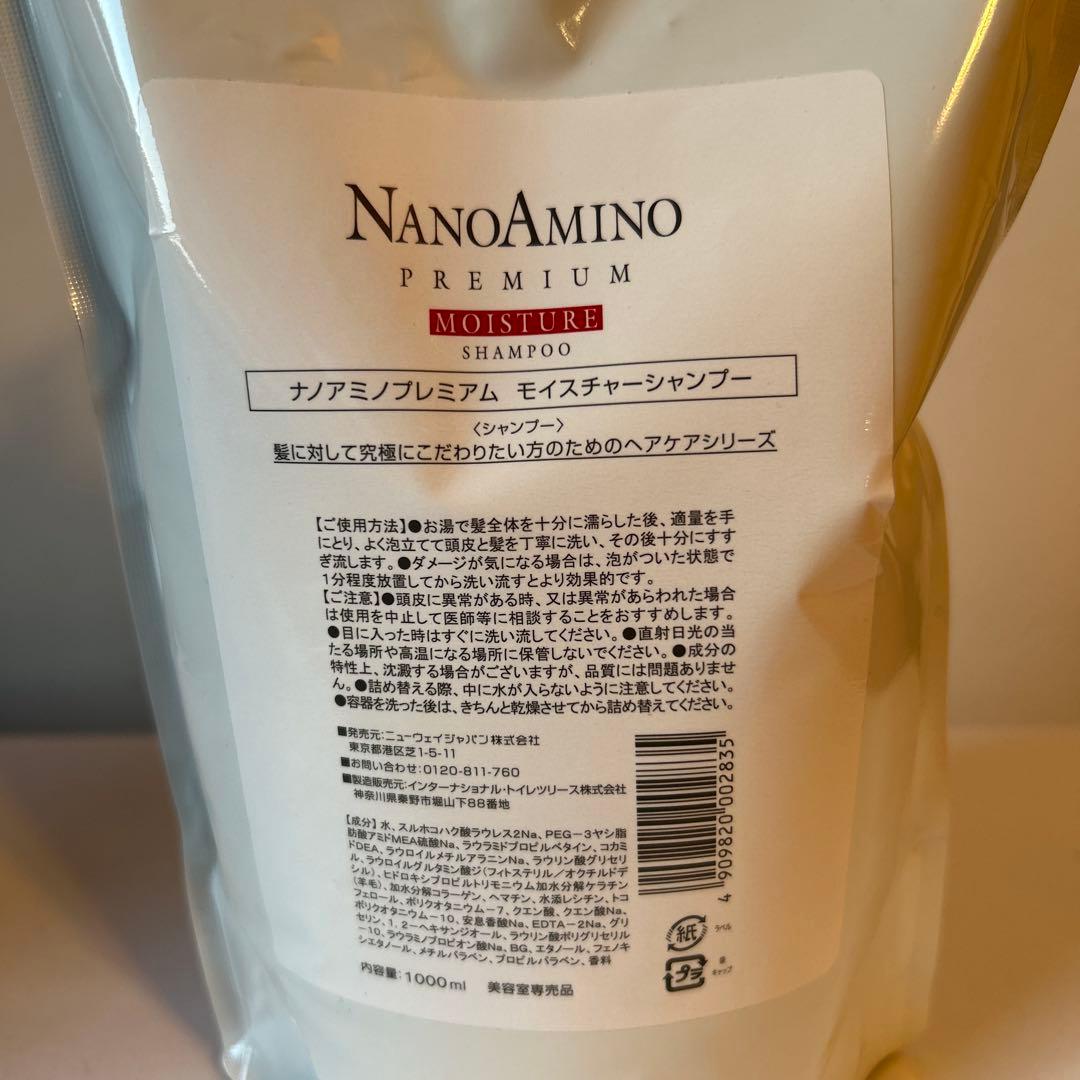 NANOAMINO
PREMIUM
MOISTURE
SHAMPOO
ナノアミノプレミアム モイスチャーシャンプー
〈シャンプー〉
髪に対して究極にこだわりたい方のためのヘアケアシリーズ
【ご使用方法】●お湯で髪全体を十分に濡らした後、適量を手
にとり、よく泡立てて頭皮と髪を丁寧に洗い、その後十分にすす
ぎ流します。●ダメージが気になる場合は、泡がついた状態で
1分程度放置してから洗い流すとより効果的です。
【ご注意】●頭皮に異常がある時、又は異常があらわれた場合
は使用を中止して医師等に相談することをおすすめします。
●目に入った時はすぐに洗い流してください。●直射日光の当
たる場所や高温になる場所に保管しないでください。●成分の
特性上、沈澱する場合がございますが、品質には問題ありませ
ん。●詰め替える際、中に水が入らないように注意してください。
●容器を洗った後は、きちんと乾燥させてから詰め替えてください。
■発売元:ニューウェイジャパン株式会社
東京都港区芝1-5-11
■お問い合わせ:0120-811-760
■製造販売元:インターナショナル・トイレツリース株式会社
神奈川県秦野市堀山下88番地
【成分】水、スルホコハク酸ラウレス2Na、PEG-3ヤシ脂
肪酸アミドMEA硫酸Na、ラウラミドプロピルベタイン、コカミ
ドDEA、ラウロイルメチルアラニンNa、ラウリン酸グリセリ
ル、ラウロイルグルタミン酸ジ(フィトステリル/オクチルドデ
シル)、ヒドロキシプロピルトリモニウム加水分解ケラチン
(羊毛)、加水分解コラーゲン、ヘマチン、水添レシチン、トコ
フェロール、ポリクオタニウム-7、クエン酸、クエン酸Na、
ポリクオタニウム-10、安息香酸Na、EDTA-2Na、グリ
セリン、1,2-ヘキサンジオール、ラウリン酸ポリグリセリル
-10、ラウラミノプロピオン酸Na、BG、エタノール、フェノキ
シエタノール、メチルパラベン、プロピルパラベン、香料
内容量:1000ml 美容室専売品
4 909820 002835
紙 ラベル
プラ 袋 キャップ